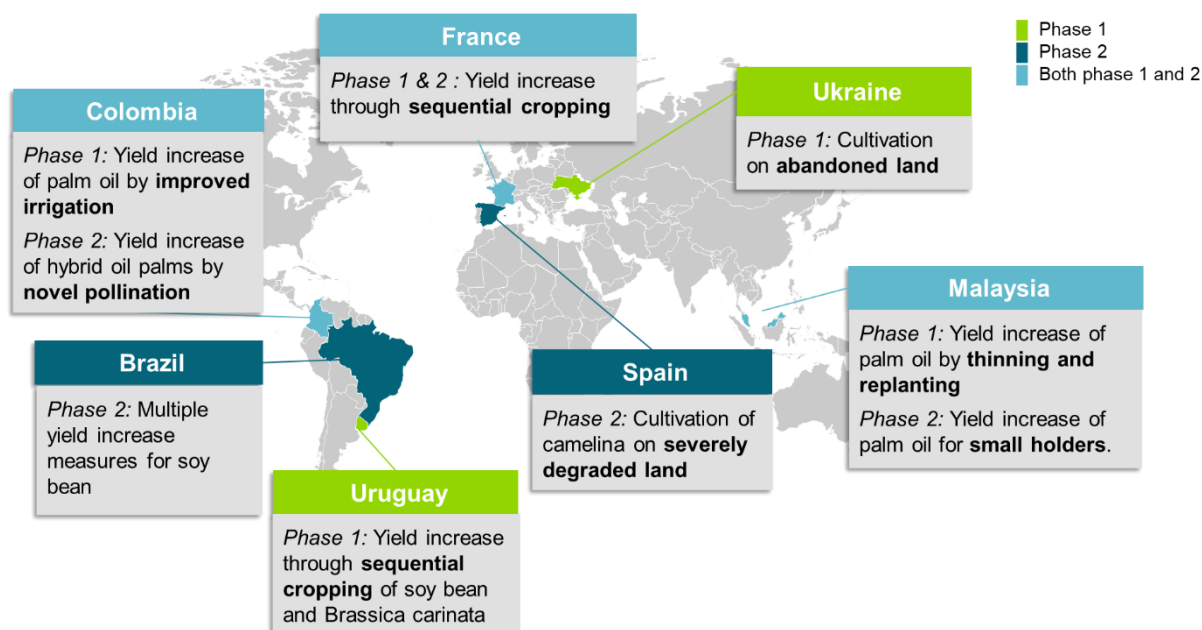 Phase 1
Phase 2
Both phase 1 and 2
France
Phase 1 & 2 : Yield increase
through sequential cropping
Ukraine
Phase 1: Cultivation
on abandoned land
Colombia
Phase 1: Yield increase
of palm oil by improved
irrigation
Phase 2: Yield increase
of hybrid oil palms by
novel pollination
Malaysia
Phase 1: Yield increase of
palm oil by thinning and
replanting
Phase 2: Yield increase of
palm oil for small holders.
Brazil
Phase 2: Multiple
yield increase
measures for soy
bean
Spain
Phase 2: Cultivation of
camelina on severely
degraded land
Uruguay
Phase 1: Yield increase
through sequential
cropping of soy bean
and Brassica carinata